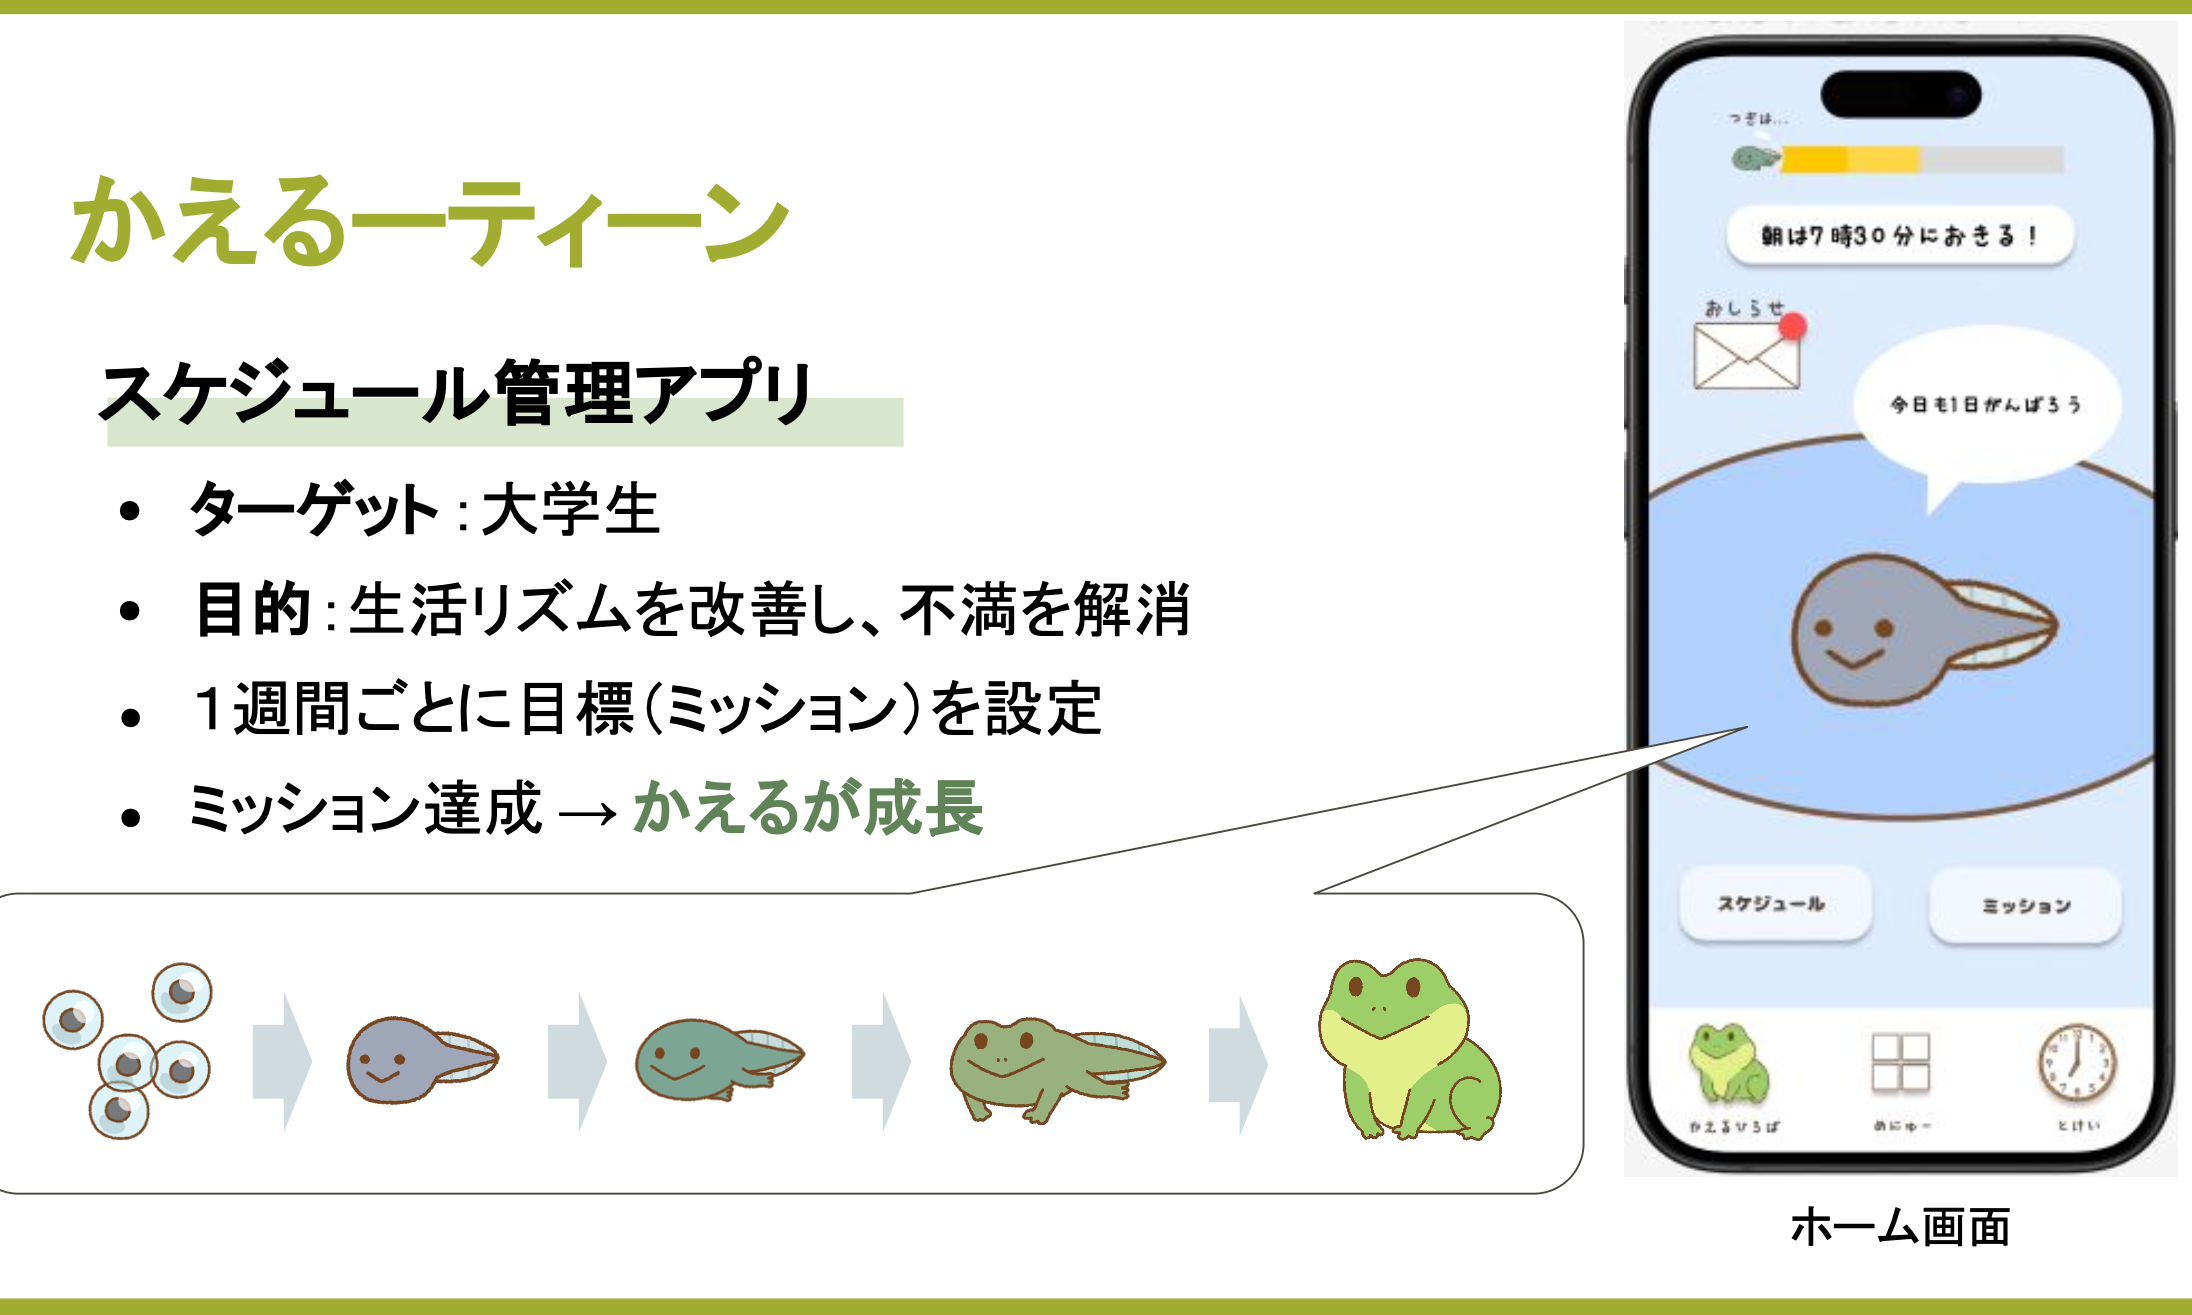 かえるーティーン
スケジュール管理アプリ
• ターゲット：大学生
• 目的：生活リズムを改善し、不満を解消
• １週間ごとに目標（ミッション）を設定
• ミッション達成 → かえるが成長
つぎは...
朝は7時30分におきる！
おしらせ
今日も1日がんばろう
スケジュール
ミッション
かえるひろば
めにゅー
とけい
ホーム画面